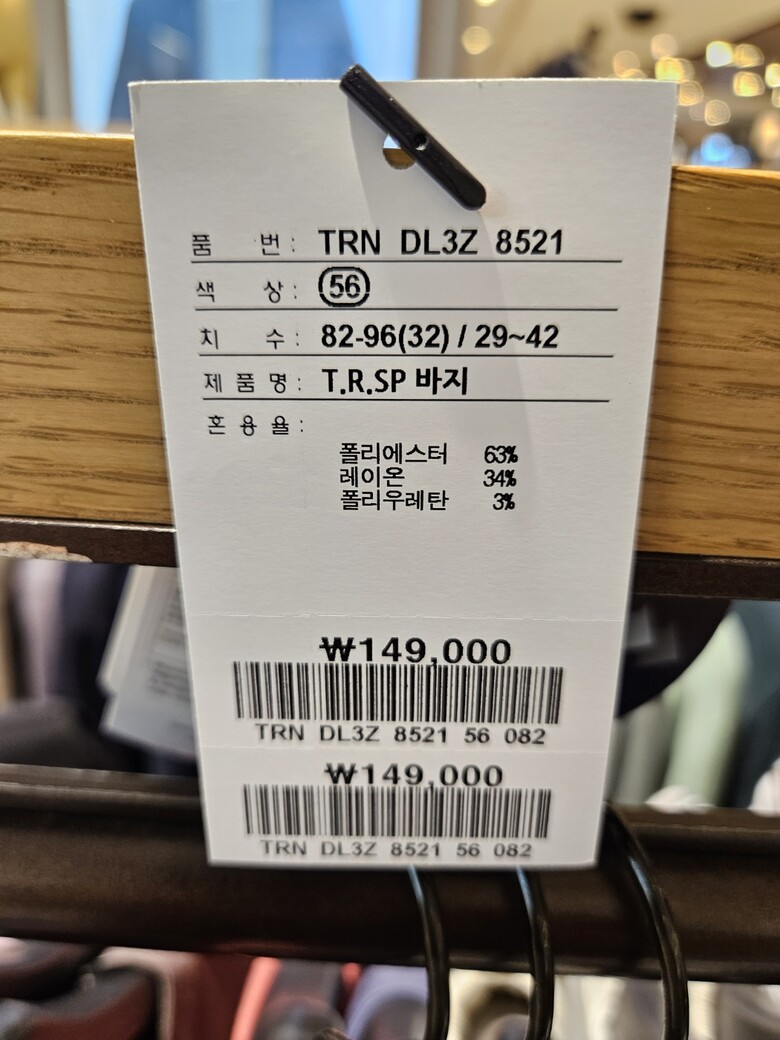 품 번 : TRN DL3Z 8521
색 상 : 56
치 수 : 82-96(32) / 29~42
제 품 명 : T.R.SP 바지
혼 용 율 :
폴리에스터 63%
레이온 34%
폴리우레탄 3%
₩149,000
TRN DL3Z 8521 56 082
₩149,000
TRN DL3Z 8521 56 082